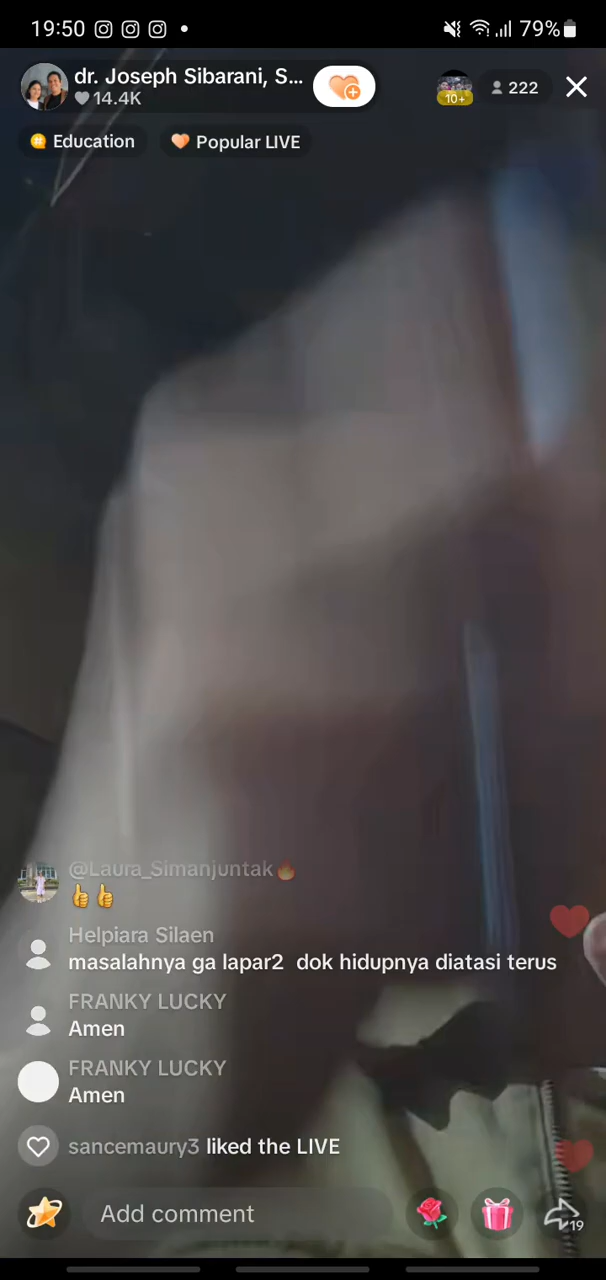 19:50 79%
dr. Joseph Sibarani, S...
14.4K
10+
222
Education
Popular LIVE
@Laura_Simanjuntak🔥
👍👍
Helpiara Silaen
masalahnya ga lapar2 dok hidupnya diatasi terus
FRANKY LUCKY
Amen
FRANKY LUCKY
Amen
sancemaury3 liked the LIVE
Add comment
19